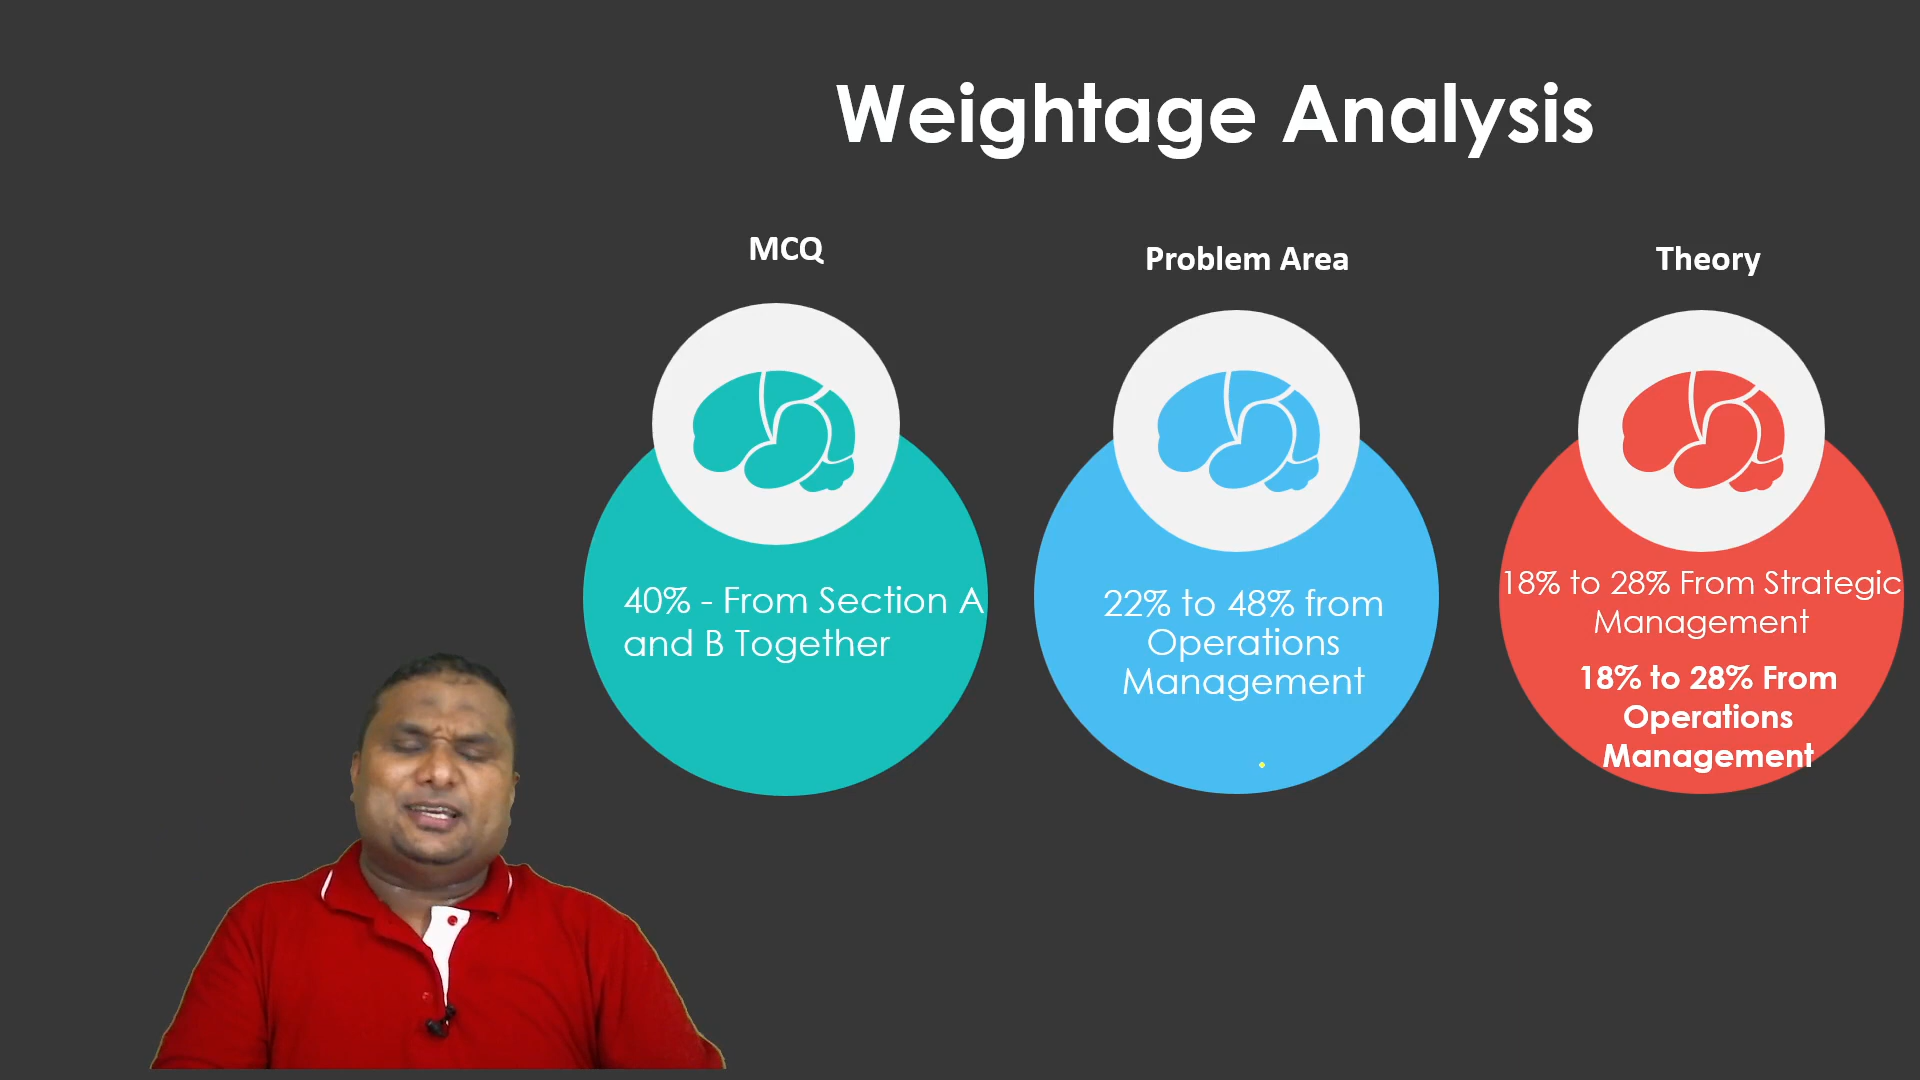 Weightage Analysis
MCQ
Problem Area
Theory
40% - From Section A
and B Together
22% to 48% from
Operations
Management
18% to 28% From Strategic
Management
18% to 28% From
Operations
Management